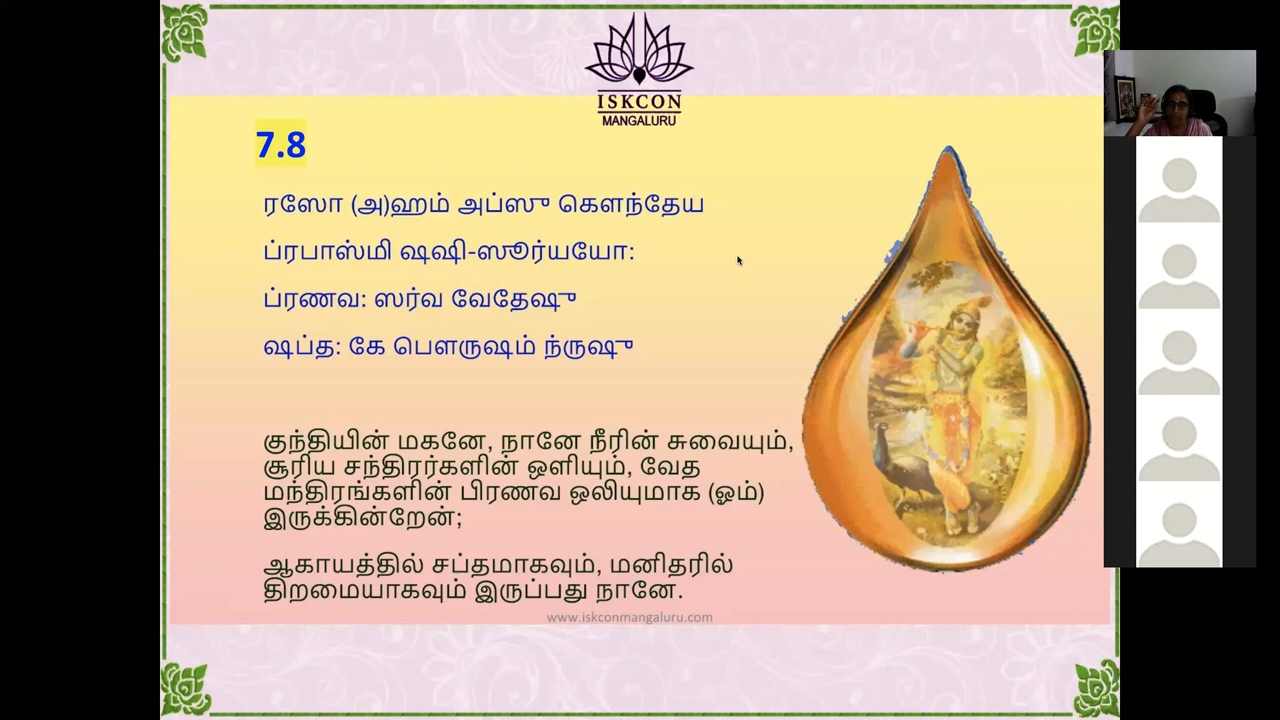 ISKCON
MANGALURU
7.8
ரஸோ (அ)ஹம் அப்ஸு கௌந்தேய
ப்ரபாஸ்மி ஷஷி-ஸூர்யயோ:
ப்ரணவ: ஸர்வ வேதேஷு
ஷப்த: கே பௌருஷம் ந்ருஷு
குந்தியின் மகனே, நானே நீரின் சுவையும்,
சூரிய சந்திரர்களின் ஒளியும், வேத
மந்திரங்களின் பிரணவ ஒலியுமாக (ஓம்)
இருக்கின்றேன்;
ஆகாயத்தில் சப்தமாகவும், மனிதரில்
திறமையாகவும் இருப்பது நானே.
www.iskconmangaluru.com